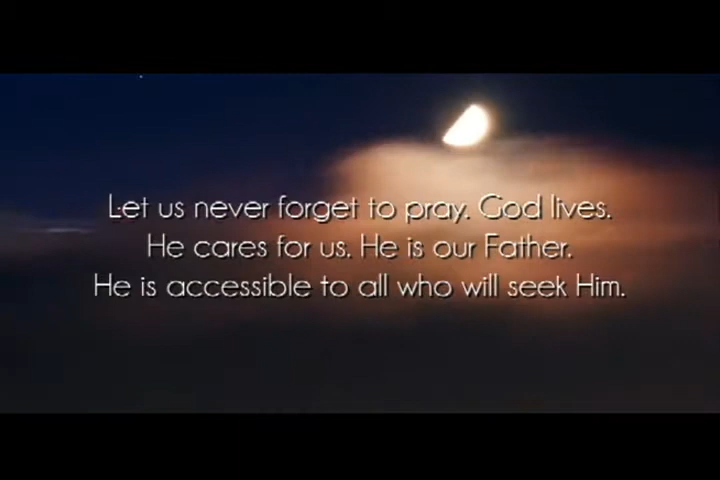 Let us never forget to pray. God lives.
He cares for us. He is our Father.
He is accessible to all who will seek Him.